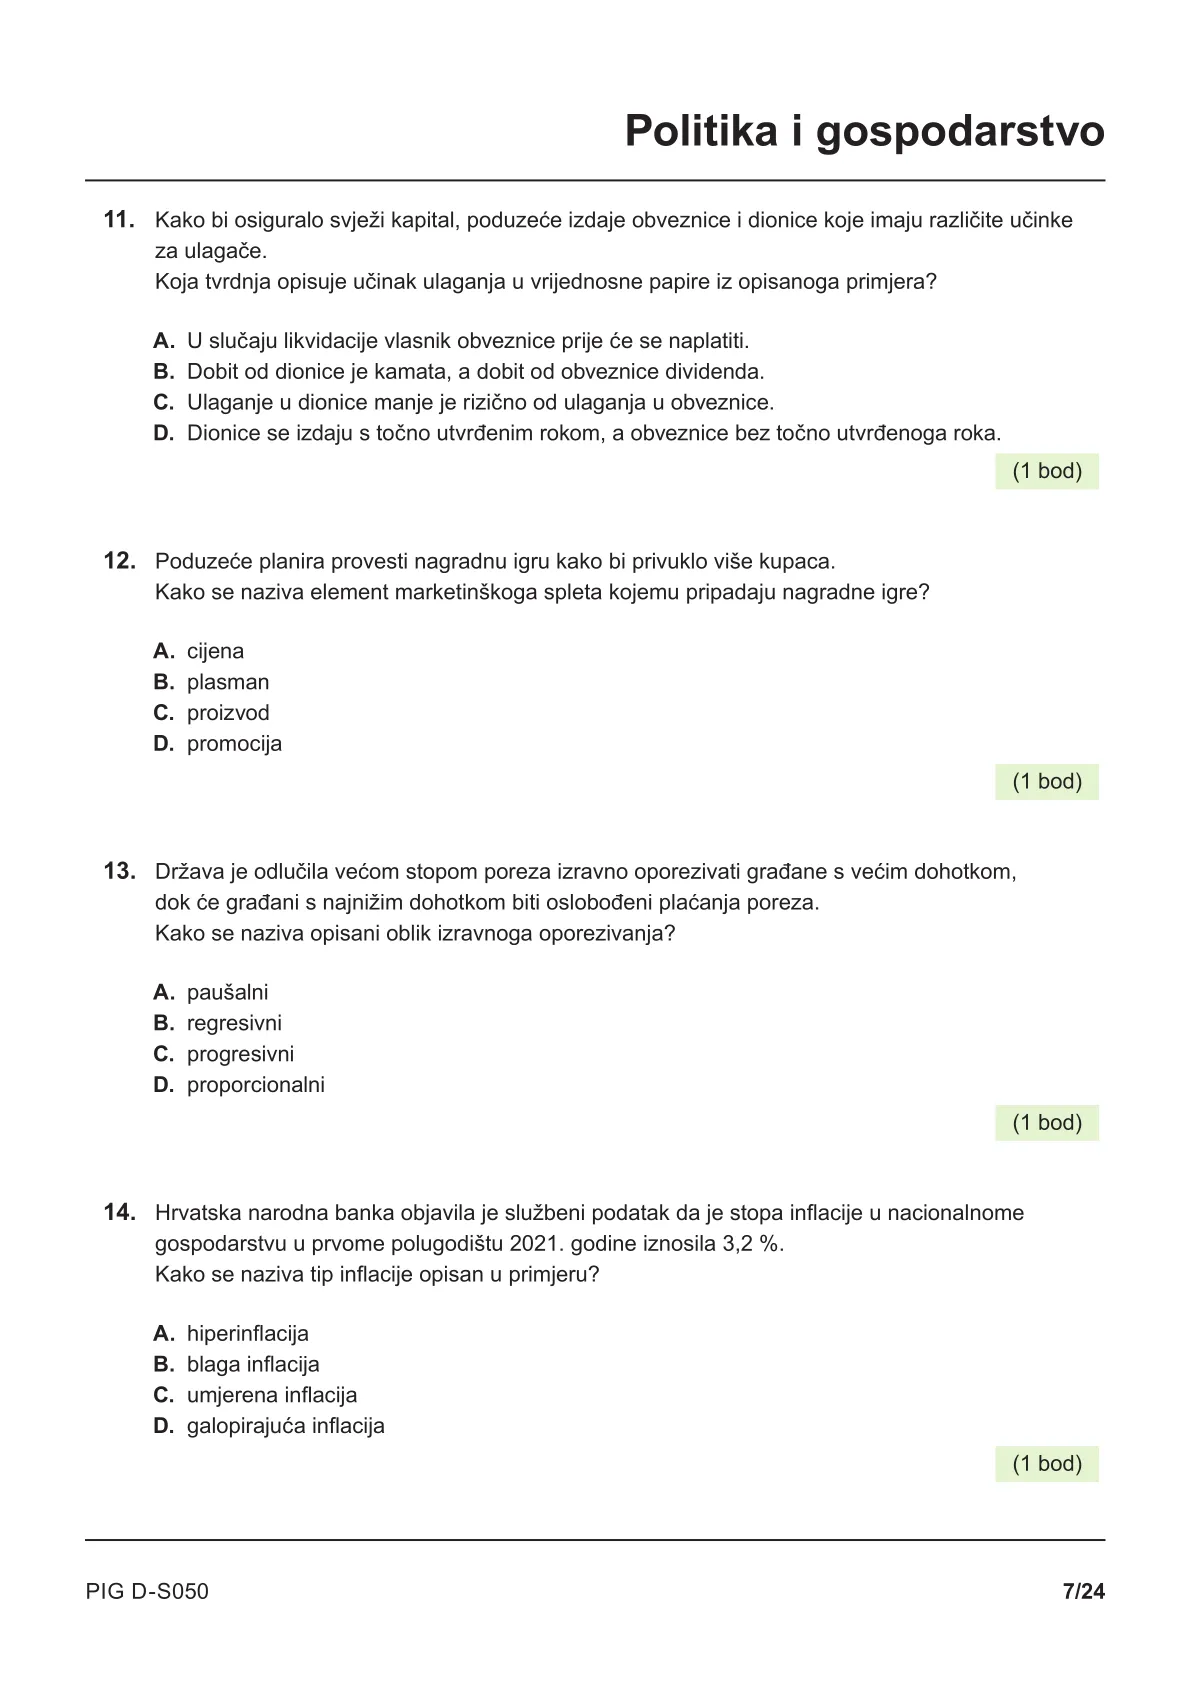 Politika i gospodarstvo
11. Kako bi osiguralo svježi kapital, poduzeće izdaje obveznice i dionice koje imaju različite učinke
za ulagače.
Koja tvrdnja opisuje učinak ulaganja u vrijednosne papire iz opisanoga primjera?
A. U slučaju likvidacije vlasnik obveznice prije će se naplatiti.
B. Dobit od dionice je kamata, a dobit od obveznice dividenda.
C. Ulaganje u dionice manje je rizično od ulaganja u obveznice.
D. Dionice se izdaju s točno utvrđenim rokom, a obveznice bez točno utvrđenoga roka.
(1 bod)
12. Poduzeće planira provesti nagradnu igru kako bi privuklo više kupaca.
Kako se naziva element marketinškoga spleta kojemu pripadaju nagradne igre?
A. cijena
B. plasman
C. proizvod
D. promocija
(1 bod)
13. Država je odlučila većom stopom poreza izravno oporezivati građane s većim dohotkom,
dok će građani s najnižim dohotkom biti oslobođeni plaćanja poreza.
Kako se naziva opisani oblik izravnoga oporezivanja?
A. paušalni
B. regresivni
C. progresivni
D. proporcionalni
(1 bod)
14. Hrvatska narodna banka objavila je službeni podatak da je stopa inflacije u nacionalnome
gospodarstvu u prvome polugodištu 2021. godine iznosila 3,2 %.
Kako se naziva tip inflacije opisan u primjeru?
A. hiperinflacija
B. blaga inflacija
C. umjerena inflacija
D. galopirajuća inflacija
(1 bod)
PIG D-S050
7/24